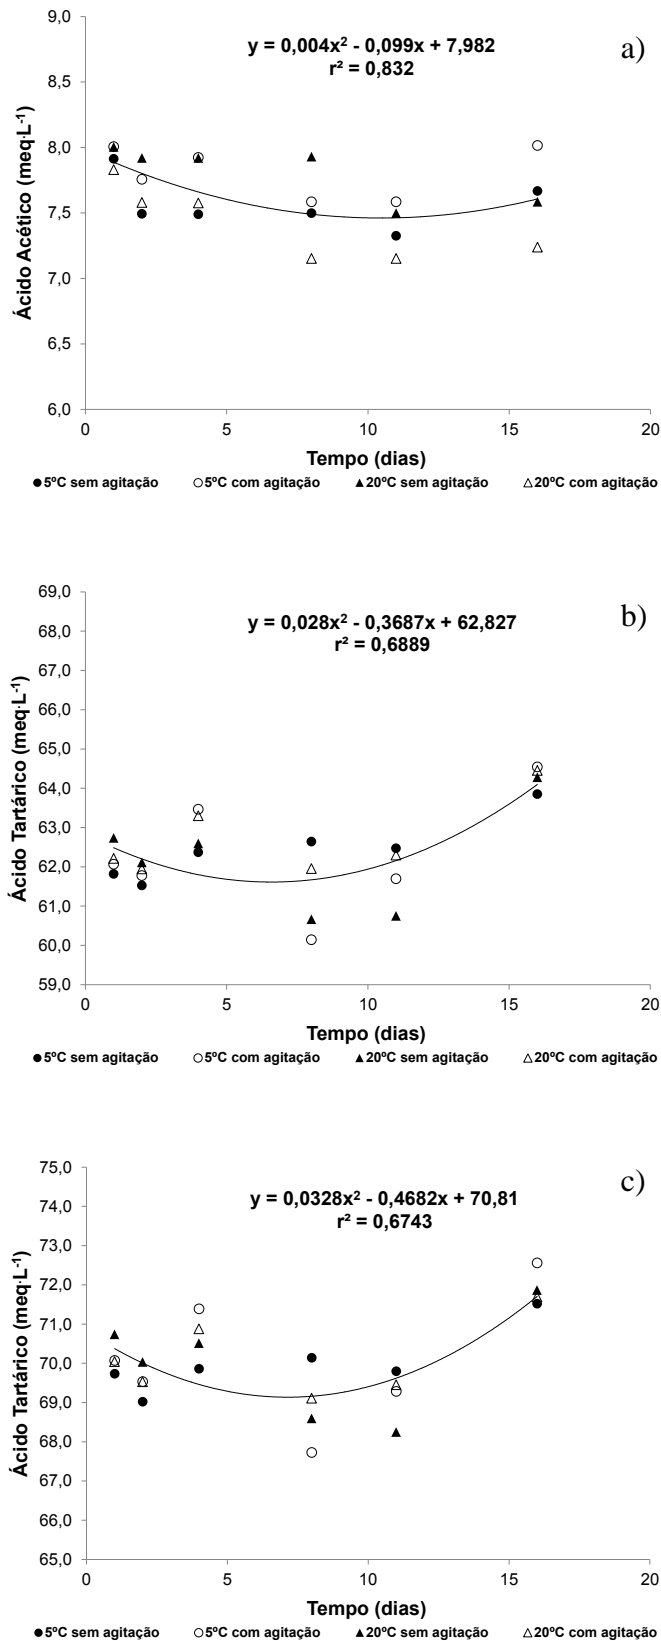 y = 0,004x² - 0,099x + 7,982
r² = 0,832
a)
Ácido Acético (meq·L⁻¹)
9,0
8,5
8,0
7,5
7,0
6,5
6,0
0 5 10 15 20
Tempo (dias)
5ºC sem agitação 5ºC com agitação 20ºC sem agitação 20ºC com agitação
y = 0,028x² - 0,3687x + 62,827
r² = 0,6889
b)
Ácido Tartárico (meq·L⁻¹)
69,0
68,0
67,0
66,0
65,0
64,0
63,0
62,0
61,0
60,0
59,0
0 5 10 15 20
Tempo (dias)
5ºC sem agitação 5ºC com agitação 20ºC sem agitação 20ºC com agitação
y = 0,0328x² - 0,4682x + 70,81
r² = 0,6743
c)
Ácido Tartárico (meq·L⁻¹)
75,0
74,0
73,0
72,0
71,0
70,0
69,0
68,0
67,0
66,0
65,0
0 5 10 15 20
Tempo (dias)
5ºC sem agitação 5ºC com agitação 20ºC sem agitação 20ºC com agitação